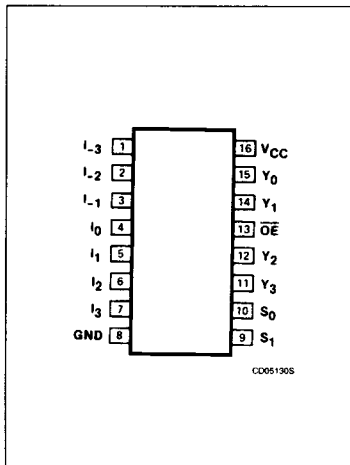 I-3 1 16 VCC
I-2 2 15 Y0
I-1 3 14 Y1
I0 4 13 OE
I1 5 12 Y2
I2 6 11 Y3
I3 7 10 S0
GND 8 9 S1
CD05130S